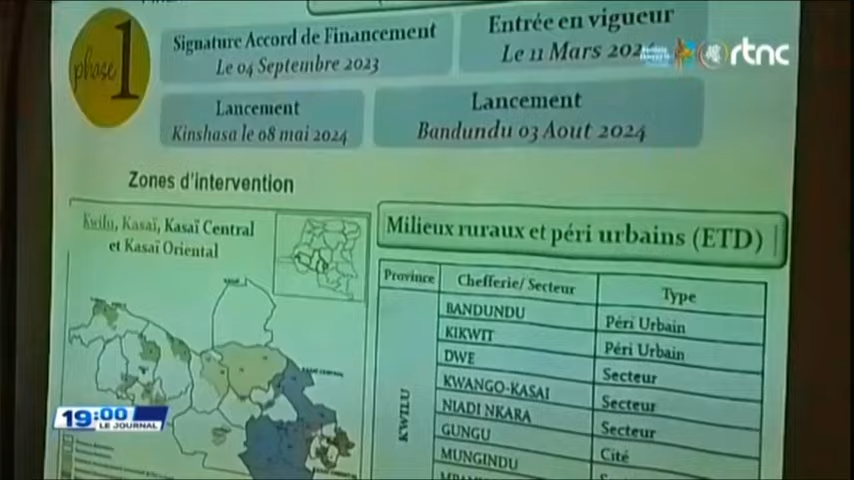 phase 1
Signature Accord de Financement
Le 04 Septembre 2023
Entrée en vigueur
Le 11 Mars 202
rtnc
Lancement
Kinshasa le 08 mai 2024
Lancement
Bandundu 03 Aout 2024
Zones d'intervention
Kwilu, Kasaï, Kasaï Central
et Kasaï Oriental
Milieux ruraux et péri urbains (ETD)
Province
Chefferie/ Secteur
Type
KWILU
BANDUNDU
Péri Urbain
KIKWIT
Péri Urbain
DWE
Secteur
KWANGO-KASAI
Secteur
NIADI NKARA
Secteur
GUNGU
Cité
MUNGINDU
19:00
LE JOURNAL